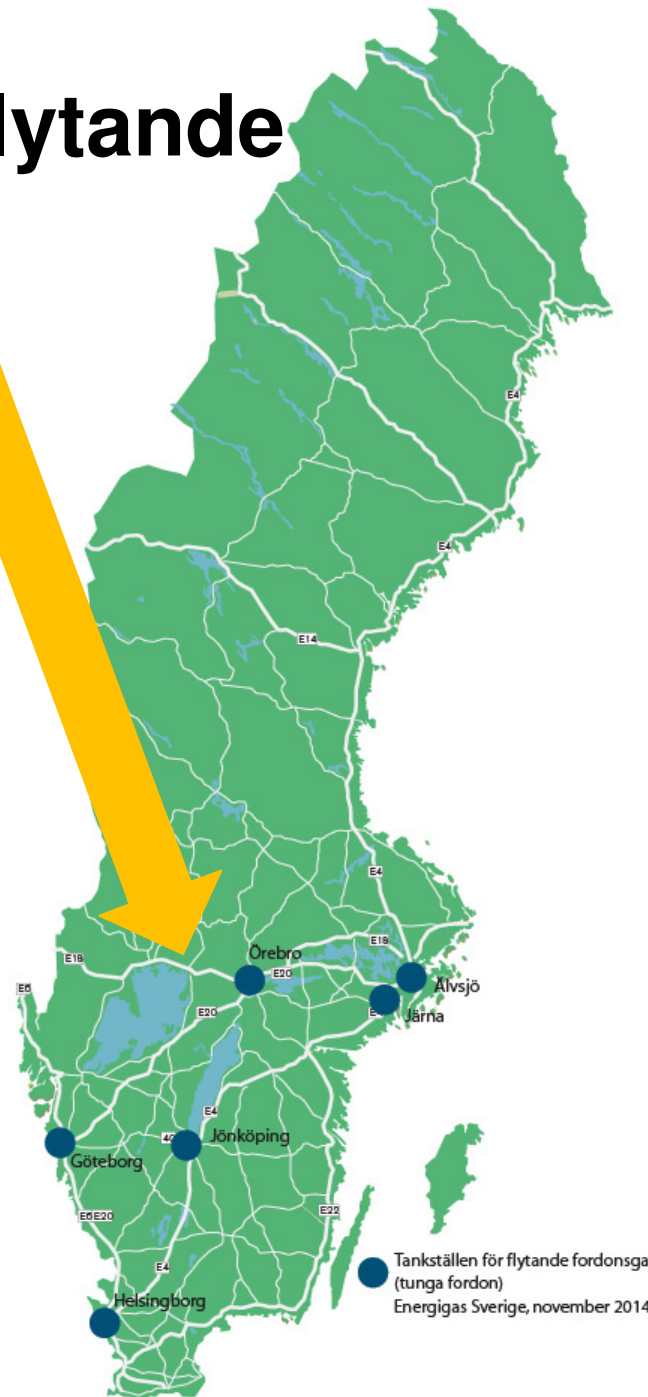 lytande
E4
E4
E14
E4
E18
Örebro
E18
E20
Älvsjö
E6
Järna
E20
E4
Jönköping
Göteborg
E6E20
E22
E4
Helsingborg
Tankställen för flytande fordonsga
(tunga fordon)
Energigas Sverige, november 2014